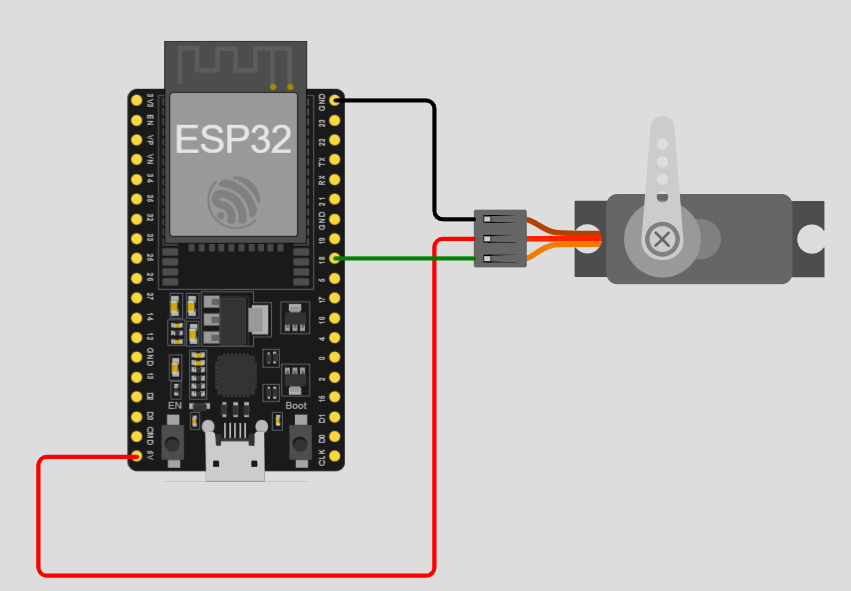 ESP32
3V3
EN
VP
VN
34
35
32
33
25
26
27
14
12
GND
13
D2
D3
CMD
5V
GND
23
22
TX
RX
21
GND
19
18
5
17
16
4
0
2
15
D1
D0
CLK
EN
Boot